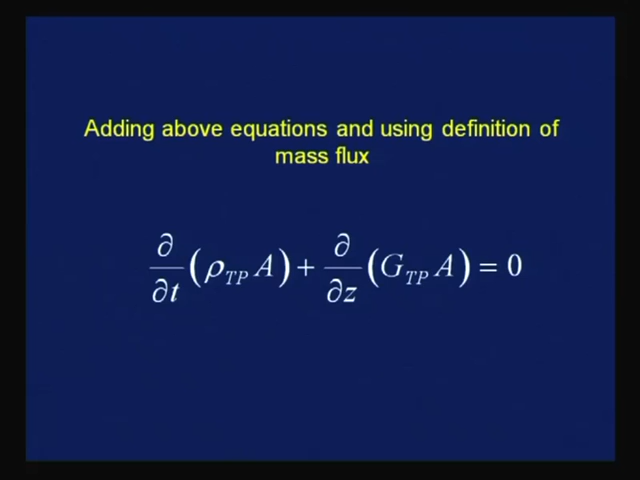 Adding above equations and using definition of
mass flux
∂/∂t (ρ_TP A) + ∂/∂z (G_TP A) = 0